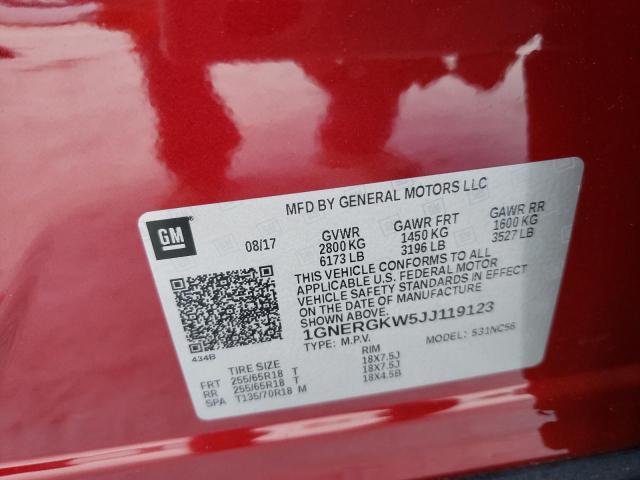 MFD BY GENERAL MOTORS LLC
GM
08/17 GVWR GAWR FRT GAWR RR
2800 KG 1450 KG 1600 KG
6173 LB 3196 LB 3527 LB
THIS VEHICLE CONFORMS TO ALL
APPLICABLE U.S. FEDERAL MOTOR
VEHICLE SAFETY STANDARDS IN EFFECT
ON THE DATE OF MANUFACTURE
SHOWN ABOVE.
1GNERGKW5JJ119123
TYPE: M.P.V. MODEL: 531NC56
434B
TIRE SIZE RIM
FRT 255/65R18 T 18X7.5J
RR 255/65R18 T 18X7.5J
SPA T135/70R18 M 18X4.5B